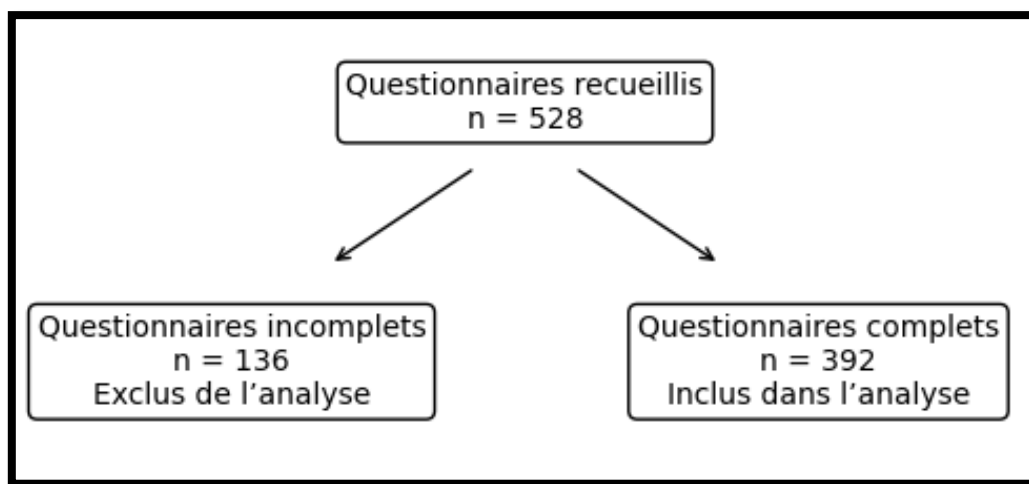 Questionnaires recueillis
n = 528
Questionnaires incomplets
n = 136
Exclus de l’analyse
Questionnaires complets
n = 392
Inclus dans l’analyse